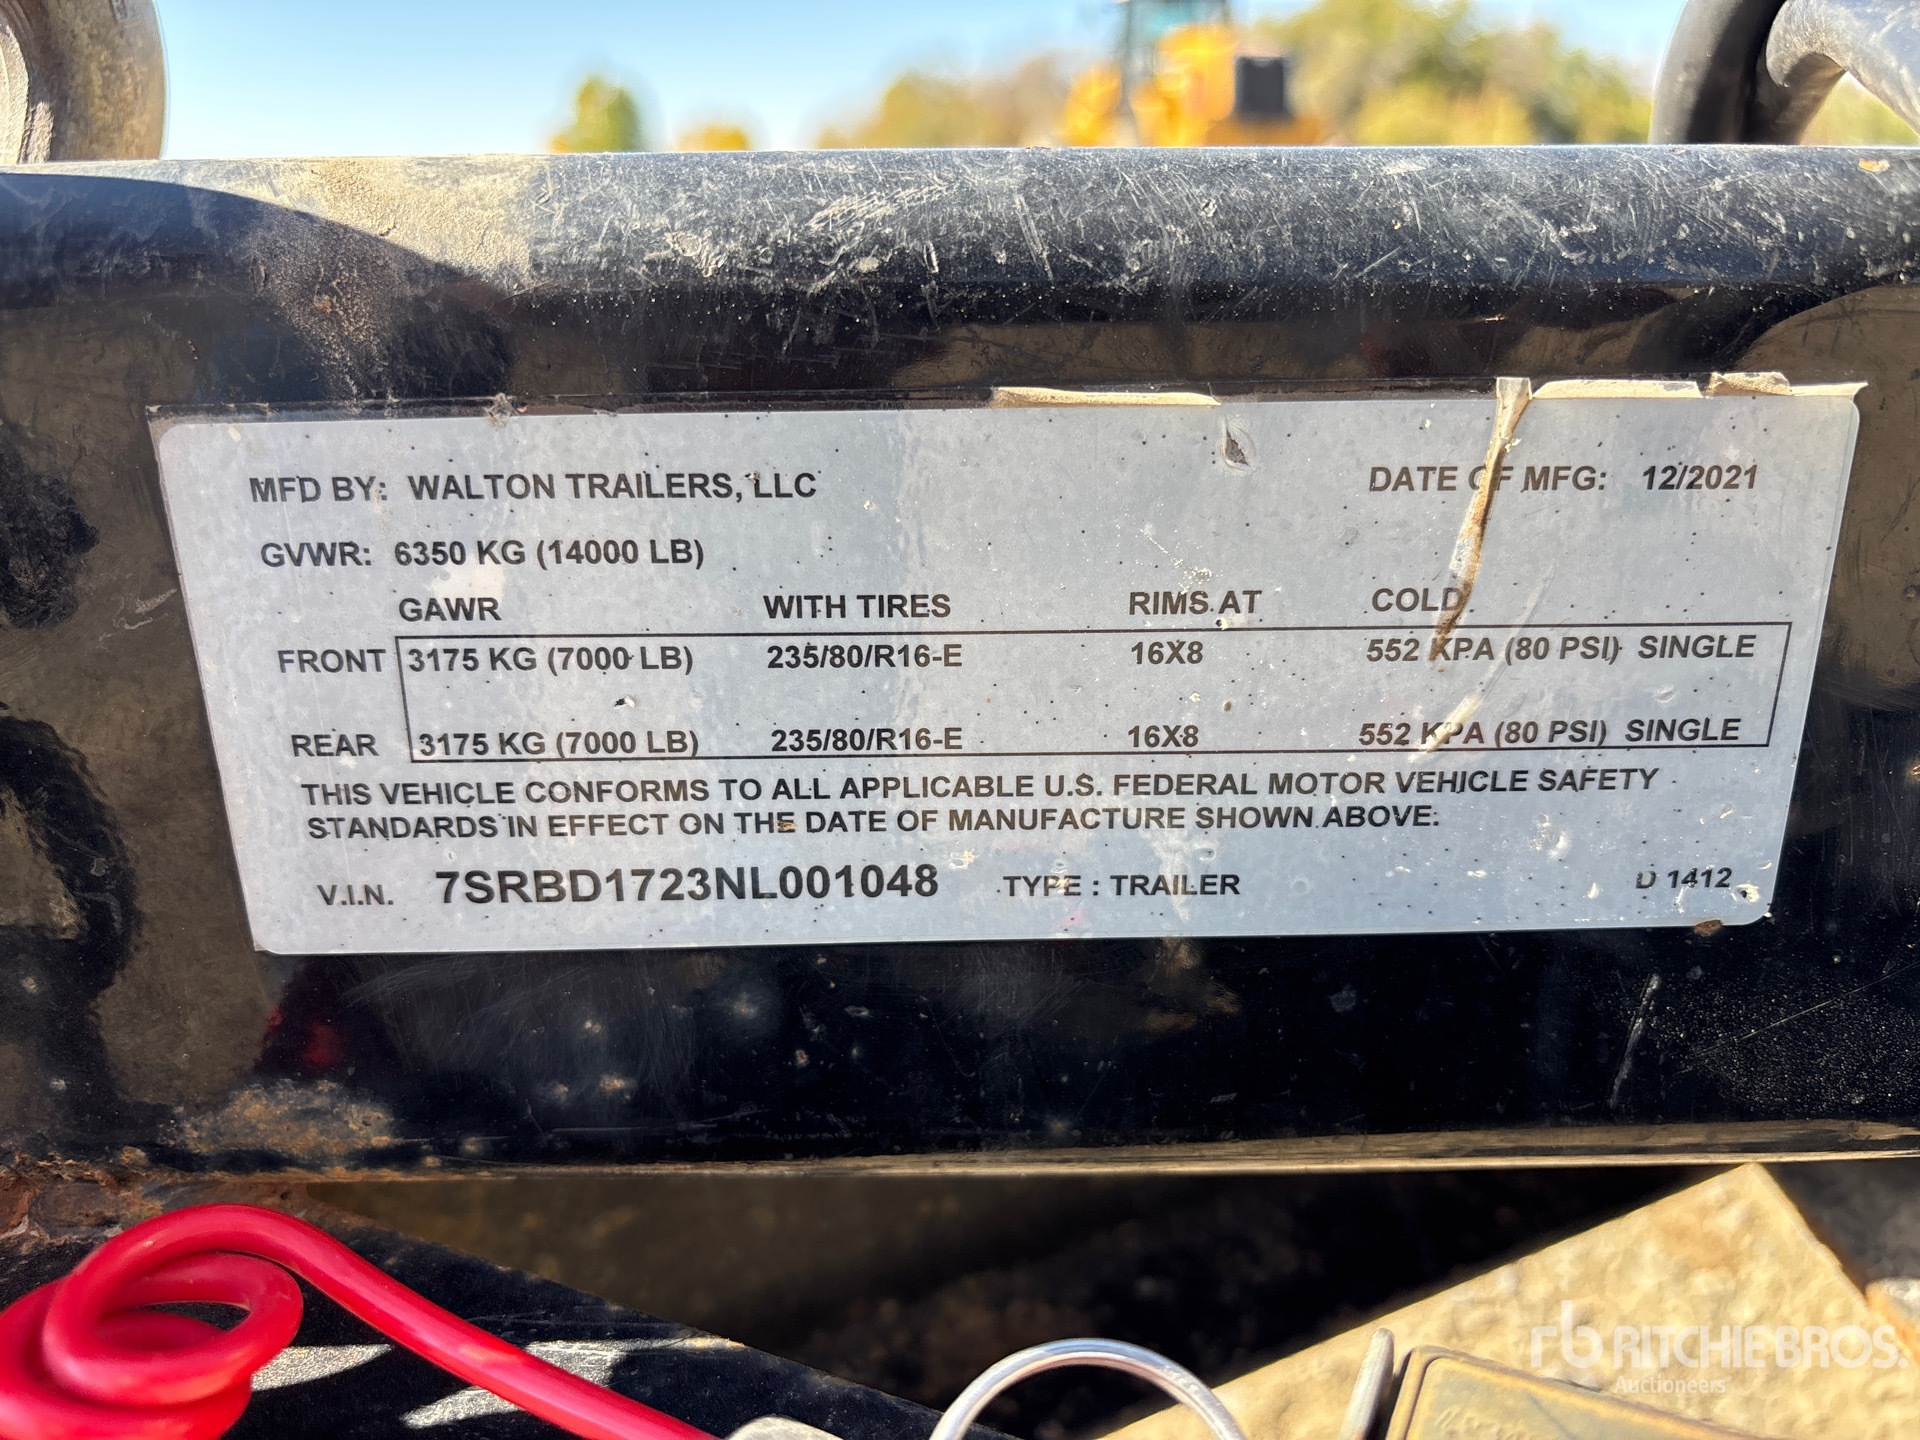 MFD BY: WALTON TRAILERS, LLC DATE OF MFG: 12/2021
GVWR: 6350 KG (14000 LB)
GAWR WITH TIRES RIMS AT COLD
FRONT 3175 KG (7000 LB) 235/80/R16-E 16X8 552 KPA (80 PSI) SINGLE
REAR 3175 KG (7000 LB) 235/80/R16-E 16X8 552 KPA (80 PSI) SINGLE
THIS VEHICLE CONFORMS TO ALL APPLICABLE U.S. FEDERAL MOTOR VEHICLE SAFETY
STANDARDS IN EFFECT ON THE DATE OF MANUFACTURE SHOWN ABOVE:
V.I.N. 7SRBD1723NL001048 TYPE : TRAILER D 1412
rb RITCHIE BROS.
Auctioneers